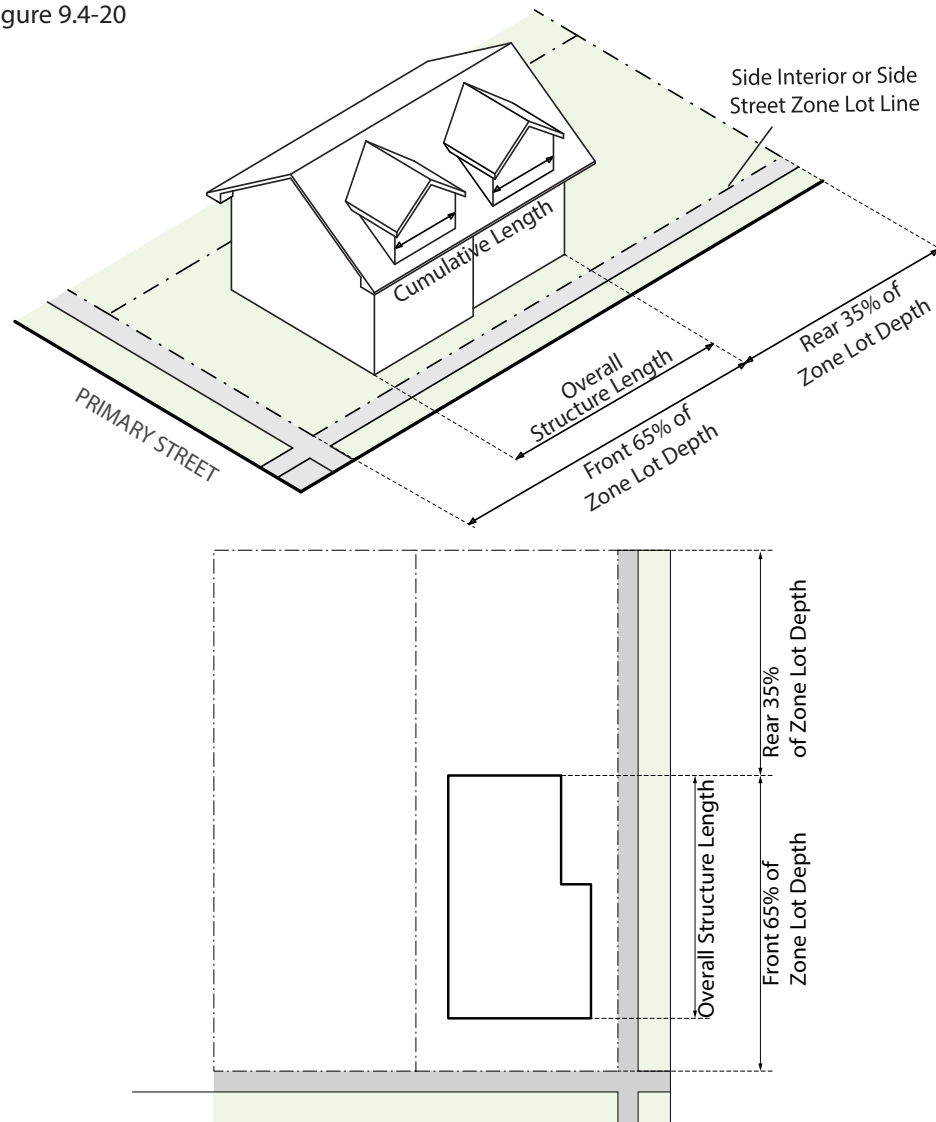 gure 9.4-20
Side Interior or Side
Street Zone Lot Line
Cumulative Length
PRIMARY STREET
Overall
Structure Length
Front 65% of
Zone Lot Depth
Rear 35% of
Zone Lot Depth
Rear 35%
of Zone Lot Depth
Overall Structure Length
Front 65% of
Zone Lot Depth